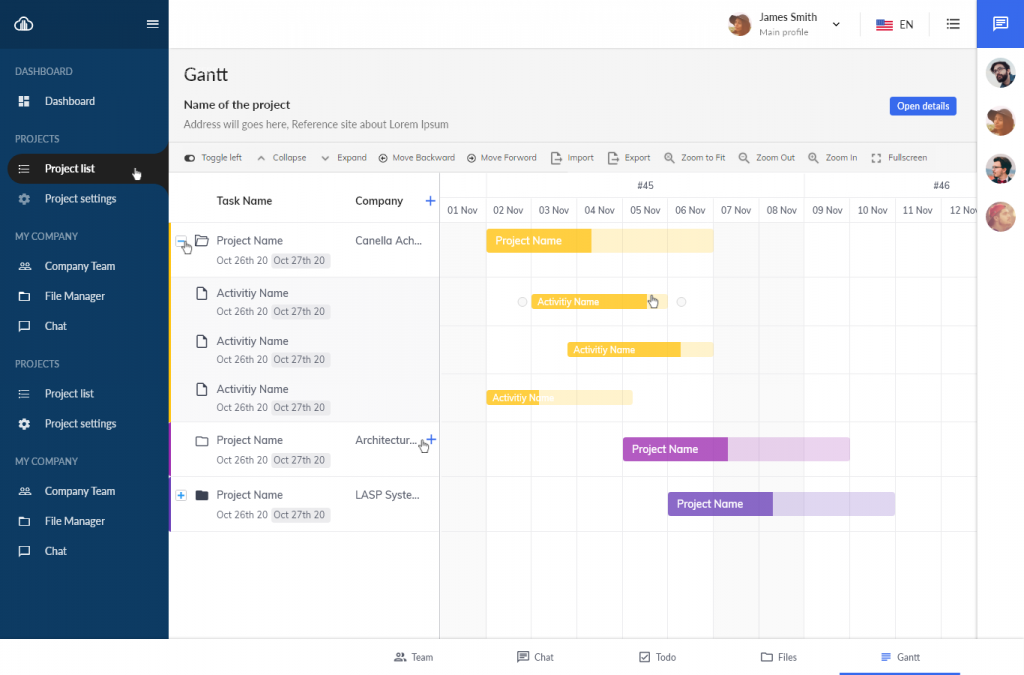 James Smith
Main profile
EN
DASHBOARD
Dashboard
PROJECTS
Project list
Project settings
MY COMPANY
Company Team
File Manager
Chat
PROJECTS
Project list
Project settings
MY COMPANY
Company Team
File Manager
Chat
Gantt
Name of the project
Address will goes here, Reference site about Lorem Ipsum
Open details
Toggle left Collapse Expand Move Backward Move Forword Import Export Zoom to Fit Zoom Out Zoom In Fullscreen
#45 #46
Task Name Company
01 Nov 02 Nov 03 Nov 04 Nov 05 Nov 06 Nov 07 Nov 08 Nov 09 Nov 10 Nov 11 Nov 12 Nov
Project Name Canella Ach... Project Name
Oct 26th 20 Oct 27th 20
Activitiy Name
Oct 26th 20 Oct 27th 20
Activitiy Name
Activitiy Name
Oct 26th 20 Oct 27th 20
Activitiy Name
Activitiy Name
Oct 26th 20 Oct 27th 20
Activitiy Name
Project Name Architectur... Project Name
Oct 26th 20 Oct 27th 20
Project Name LASP Syste... Project Name
Oct 26th 20 Oct 27th 20
Team Chat Todo Files Gantt